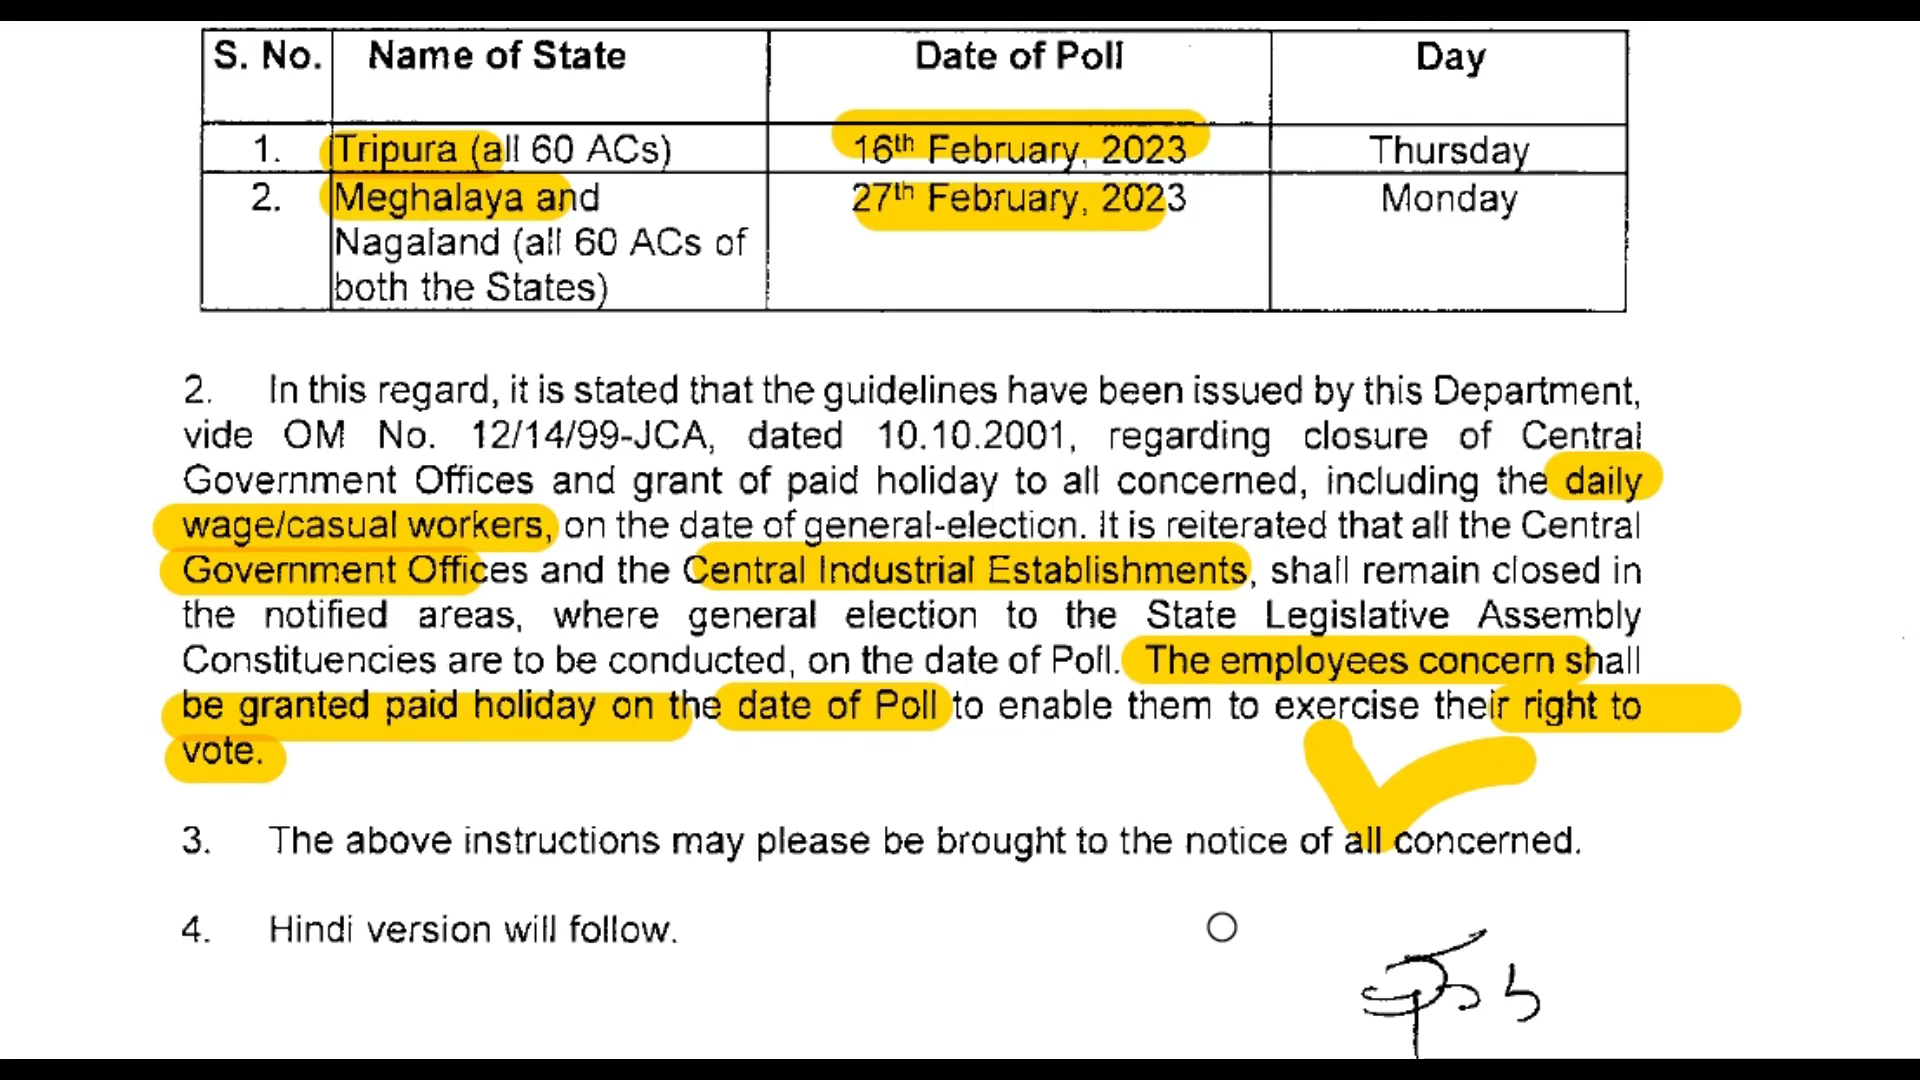 S. No. Name of State Date of Poll Day
1. Tripura (all 60 ACs) 16th February, 2023 Thursday
2. Meghalaya and 27th February, 2023 Monday
Nagaland (all 60 ACs of
both the States)
2. In this regard, it is stated that the guidelines have been issued by this Department,
vide OM No. 12/14/99-JCA, dated 10.10.2001, regarding closure of Central
Government Offices and grant of paid holiday to all concerned, including the daily
wage/casual workers, on the date of general-election. It is reiterated that all the Central
Government Offices and the Central Industrial Establishments, shall remain closed in
the notified areas, where general election to the State Legislative Assembly
Constituencies are to be conducted, on the date of Poll. The employees concern shall
be granted paid holiday on the date of Poll to enable them to exercise their right to
vote.
3. The above instructions may please be brought to the notice of all concerned.
4. Hindi version will follow.